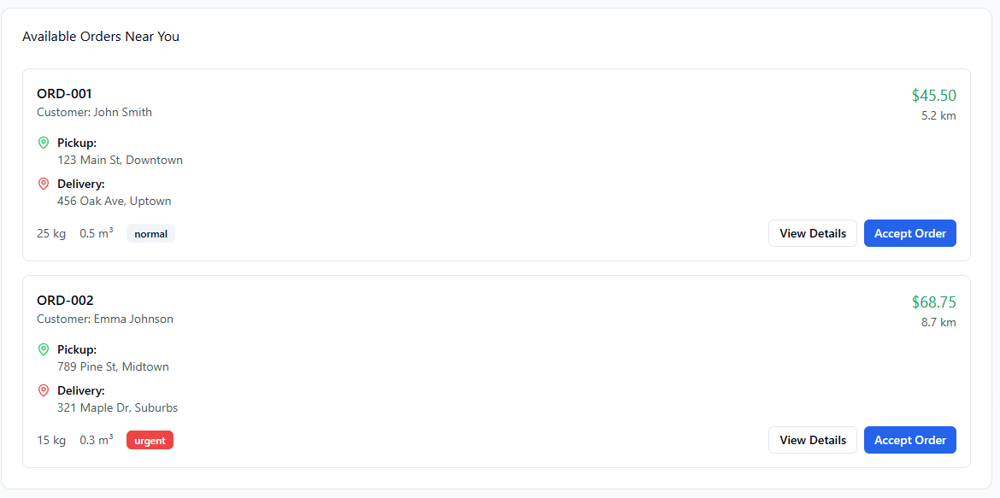 Available Orders Near You
ORD-001
$45.50
Customer: John Smith
5.2 km
Pickup:
123 Main St, Downtown
Delivery:
456 Oak Ave, Uptown
25 kg 0.5 m³ normal
View Details Accept Order
ORD-002
$68.75
Customer: Emma Johnson
8.7 km
Pickup:
789 Pine St, Midtown
Delivery:
321 Maple Dr, Suburbs
15 kg 0.3 m³ urgent
View Details Accept Order